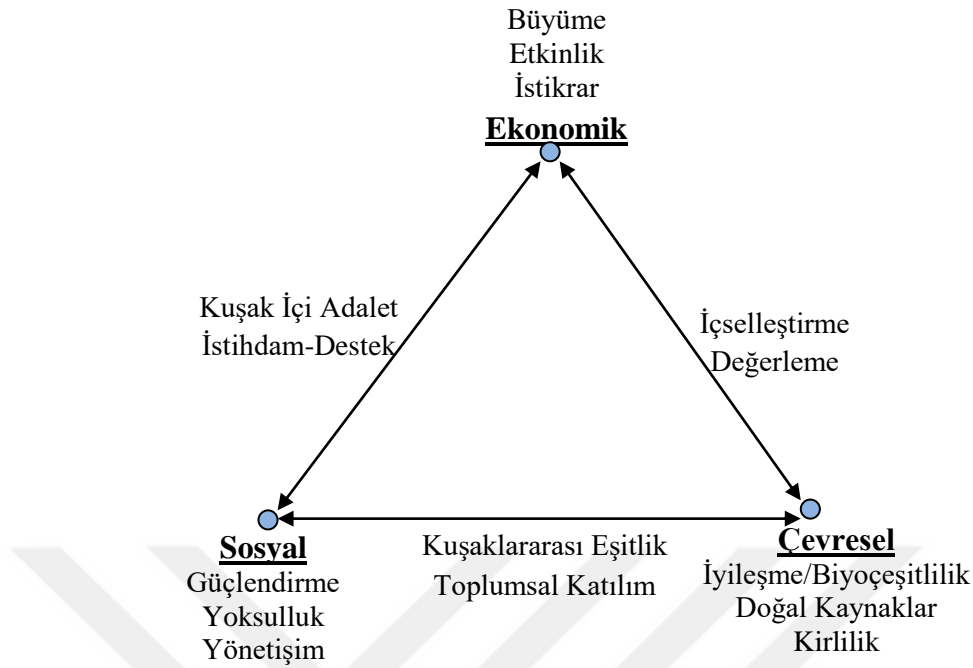 Büyüme
Etkinlik
İstikrar
Ekonomik
Kuşak İçi Adalet
İstihdam-Destek
İçselleştirme
Değerleme
Sosyal
Güçlendirme
Yoksulluk
Yönetişim
Kuşaklararası Eşitlik
Toplumsal Katılım
Çevresel
İyileşme/Biyoçeşitlilik
Doğal Kaynaklar
Kirlilik